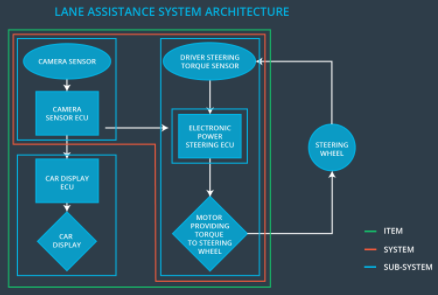 LANE ASSISTANCE SYSTEM ARCHITECTURE
CAMERA SENSOR
CAMERA
SENSOR ECU
CAR DISPLAY
ECU
CAR
DISPLAY
DRIVER STEERING
TORQUE SENSOR
ELECTRONIC
POWER
STEERING ECU
MOTOR
PROVIDING
TORQUE
TO STEERING
WHEEL
STEERING
WHEEL
ITEM
SYSTEM
SUB-SYSTEM